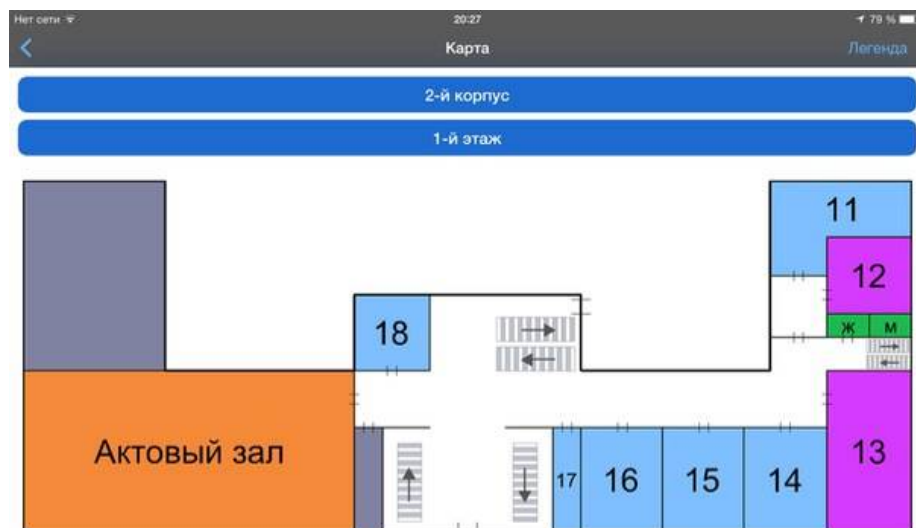 Нет сети 20:27 79 %
Карта Легенда
2-й корпус
1-й этаж
11
12
Ж М
18
Актовый зал
17 16 15 14 13